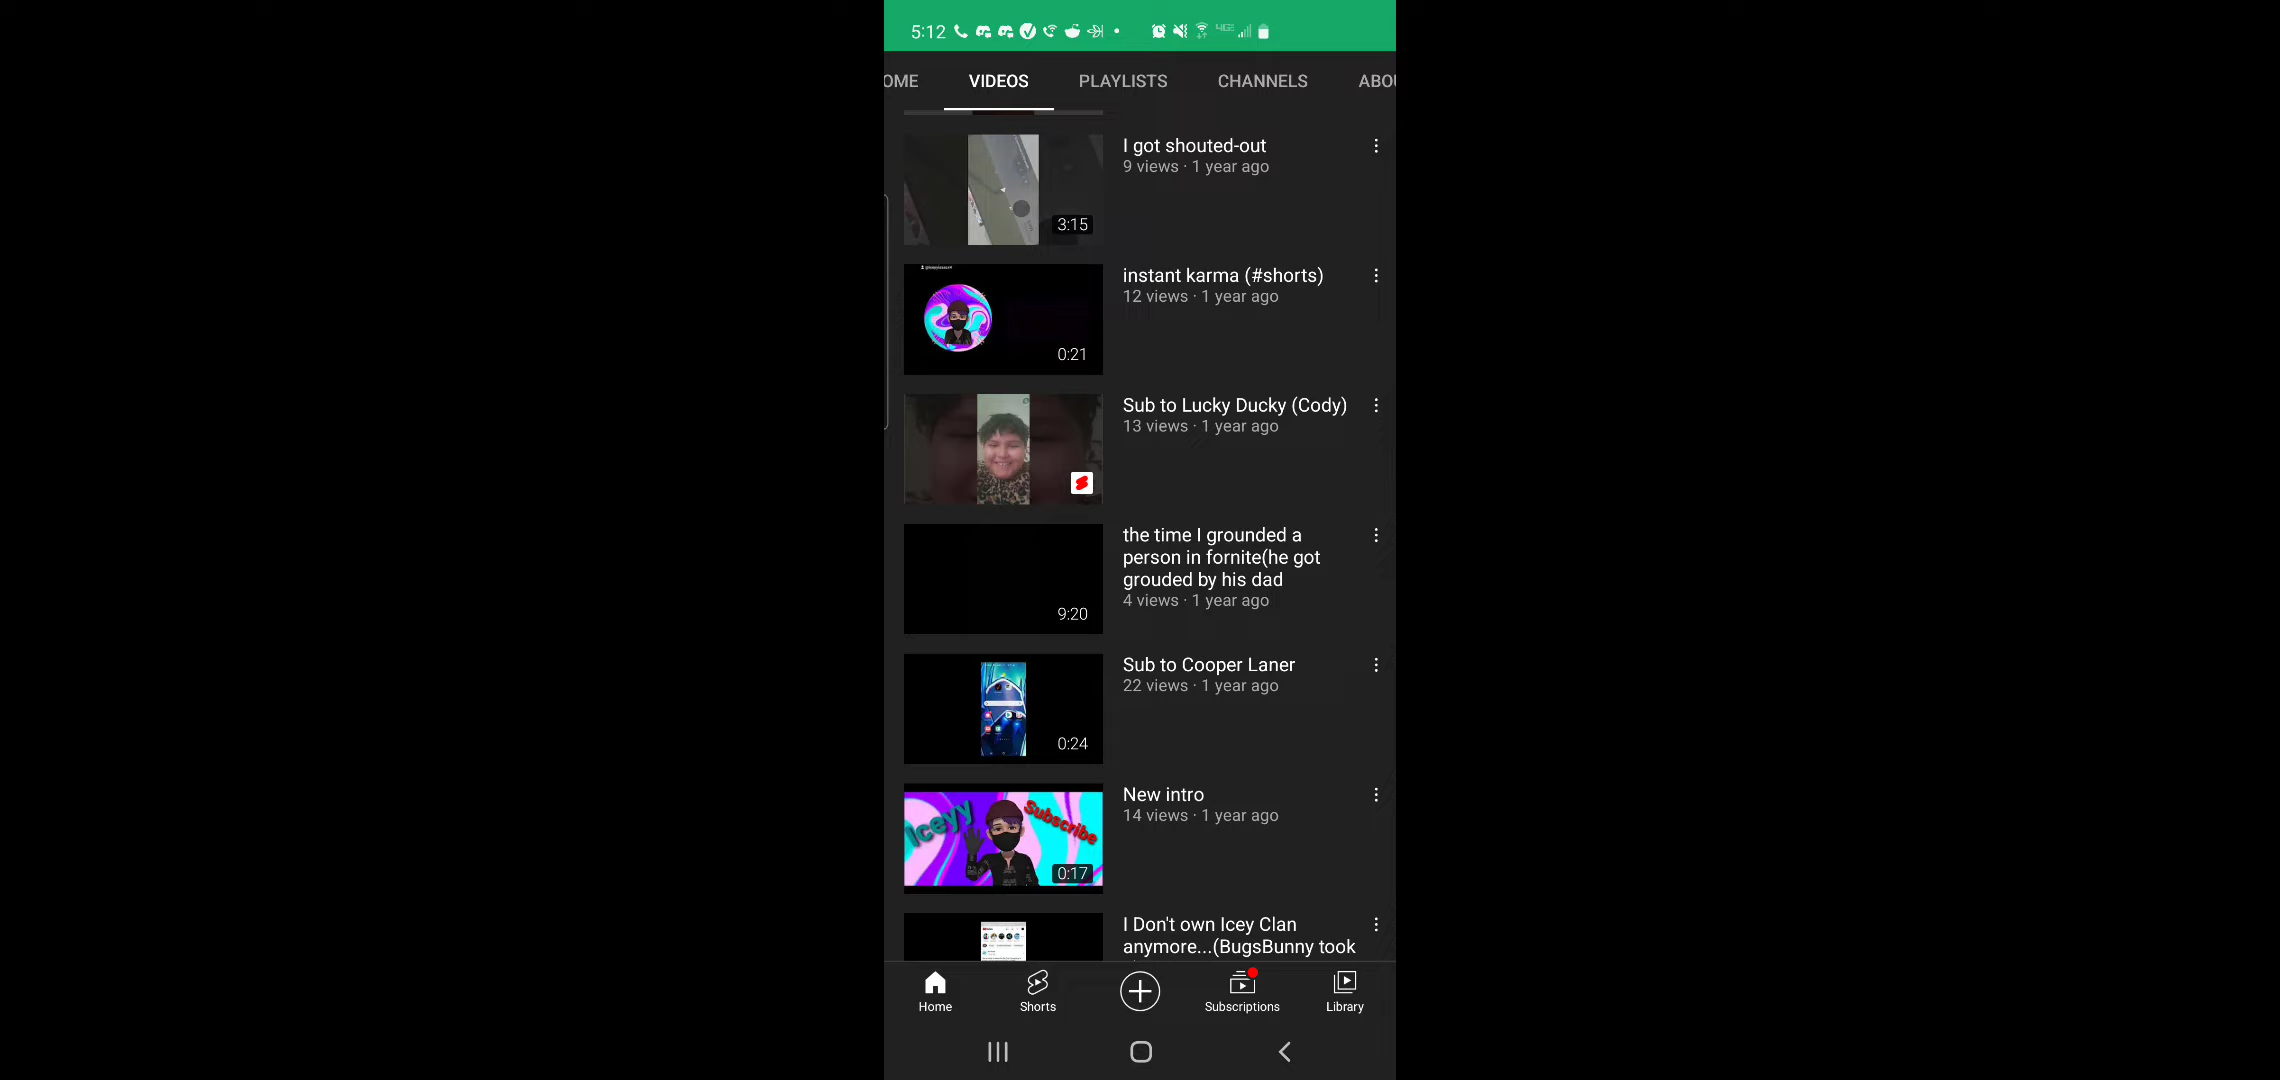 5:12
OME VIDEOS PLAYLISTS CHANNELS ABOU
I got shouted-out
9 views · 1 year ago
3:15
instant karma (#shorts)
12 views · 1 year ago
0:21
Sub to Lucky Ducky (Cody)
13 views · 1 year ago
the time I grounded a
person in fornite(he got
grouded by his dad
4 views · 1 year ago
9:20
Sub to Cooper Laner
22 views · 1 year ago
0:24
New intro
14 views · 1 year ago
Iceyy
Subscribe
0:17
I Don't own Icey Clan
anymore...(BugsBunny took
Home Shorts Subscriptions Library